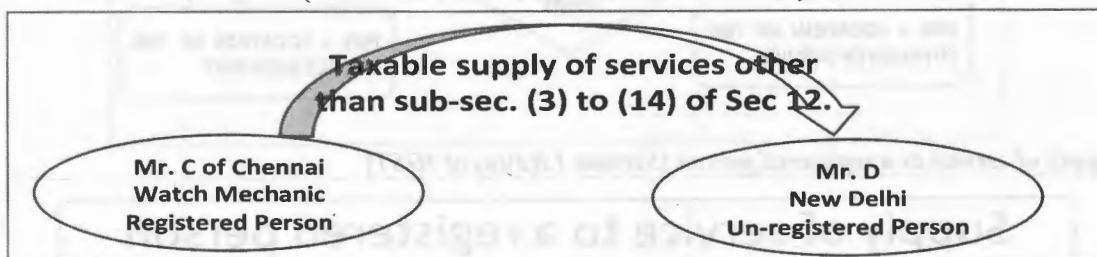 Taxable supply of services other
than sub-sec. (3) to (14) of Sec 12.
Mr. C of Chennai
Watch Mechanic
Registered Person
Mr. D
New Delhi
Un-registered Person